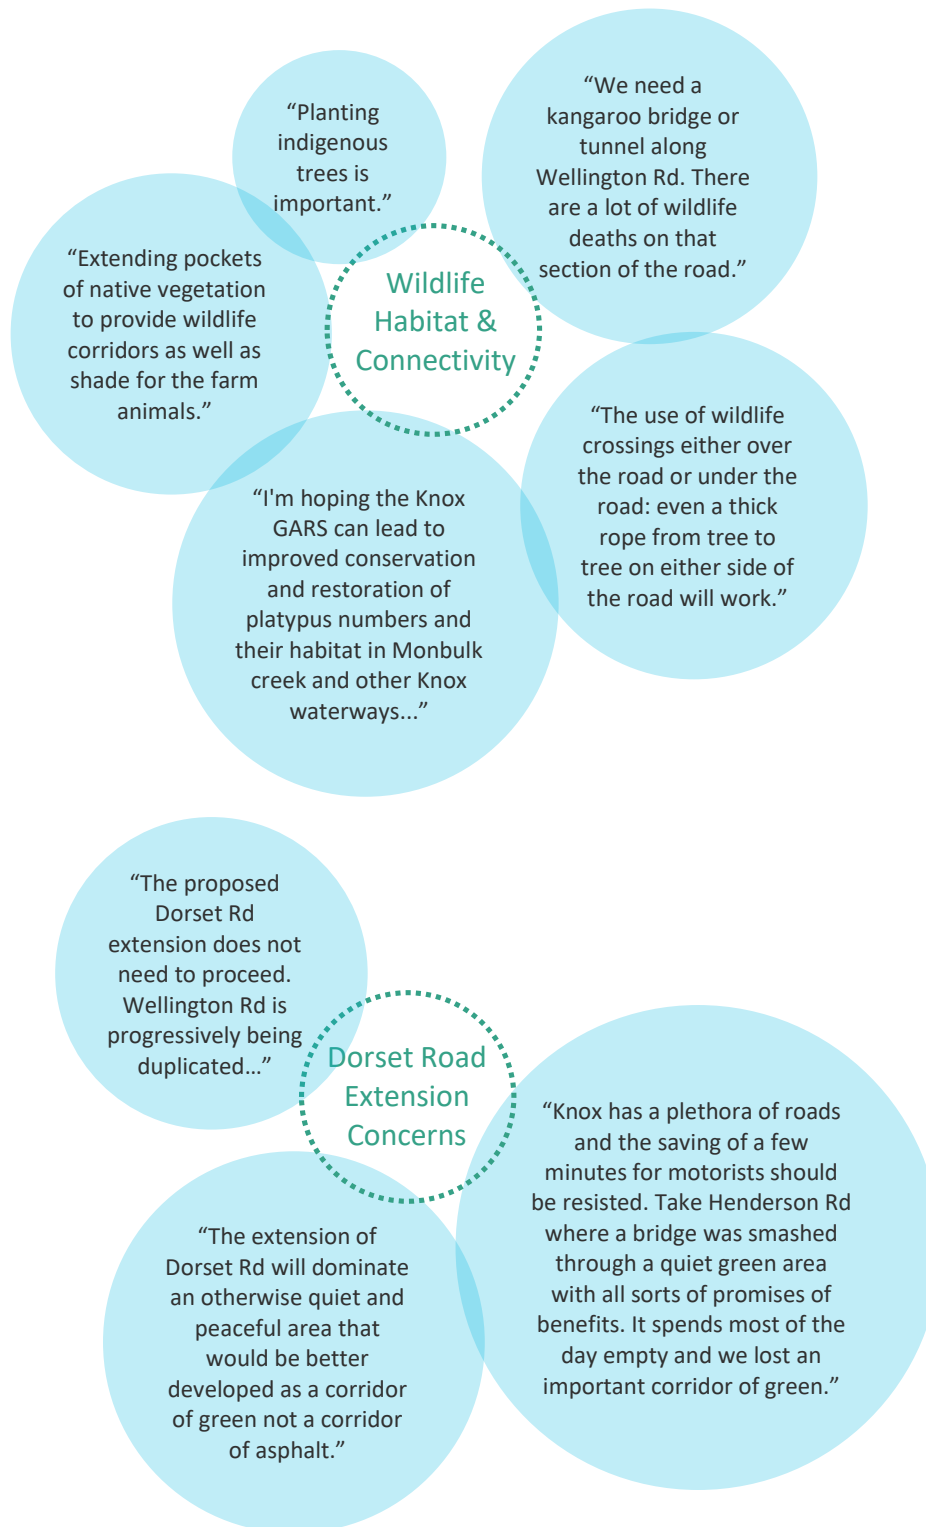 “Planting
indigenous
trees is
important.”
“We need a
kangaroo bridge or
tunnel along
Wellington Rd. There
are a lot of wildlife
deaths on that
section of the road.”
“Extending pockets
of native vegetation
to provide wildlife
corridors as well as
shade for the farm
animals.”
Wildlife
Habitat &
Connectivity
“The use of wildlife
crossings either over
the road or under the
road: even a thick
rope from tree to
tree on either side of
the road will work.”
“I'm hoping the Knox
GARS can lead to
improved conservation
and restoration of
platypus numbers and
their habitat in Monbulk
creek and other Knox
waterways...”
“The proposed
Dorset Rd
extension does not
need to proceed.
Wellington Rd is
progressively being
duplicated…”
Dorset Road
Extension
Concerns
“Knox has a plethora of roads
and the saving of a few
minutes for motorists should
be resisted. Take Henderson Rd
where a bridge was smashed
through a quiet green area
with all sorts of promises of
benefits. It spends most of the
day empty and we lost an
important corridor of green.”
“The extension of
Dorset Rd will dominate
an otherwise quiet and
peaceful area that
would be better
developed as a corridor
of green not a corridor
of asphalt.”